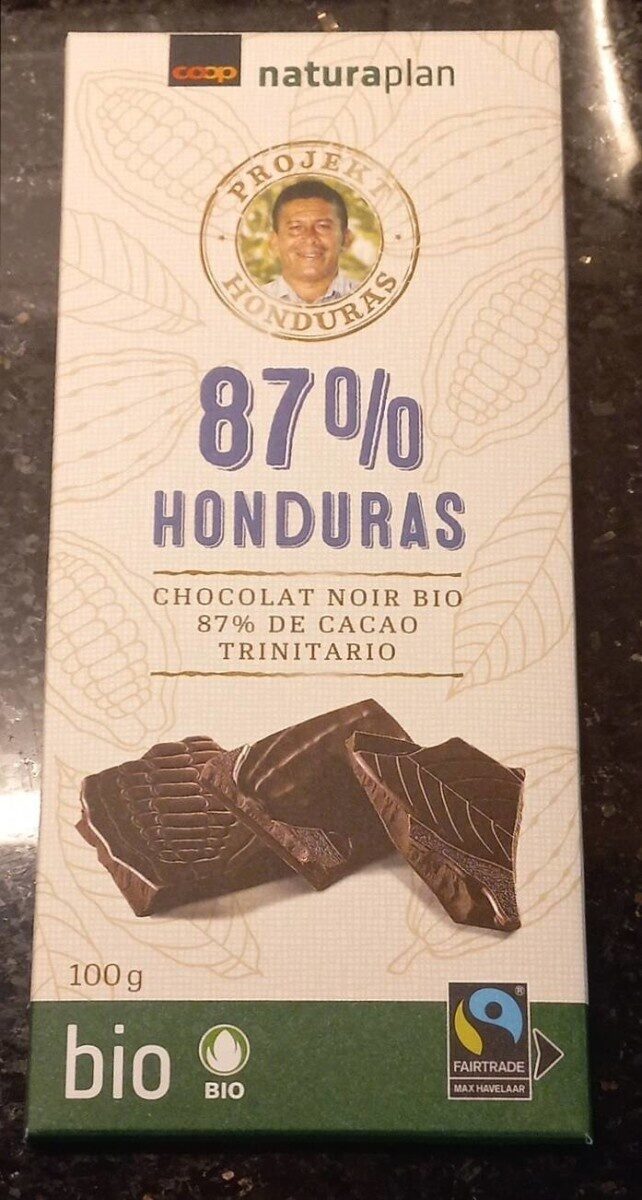 coop naturaplan
PROJEKT
HONDURAS
87%
HONDURAS
CHOCOLAT NOIR BIO
87% DE CACAO
TRINITARIO
100 g
bio
BIO
®
FAIRTRADE
MAX HAVELAAR